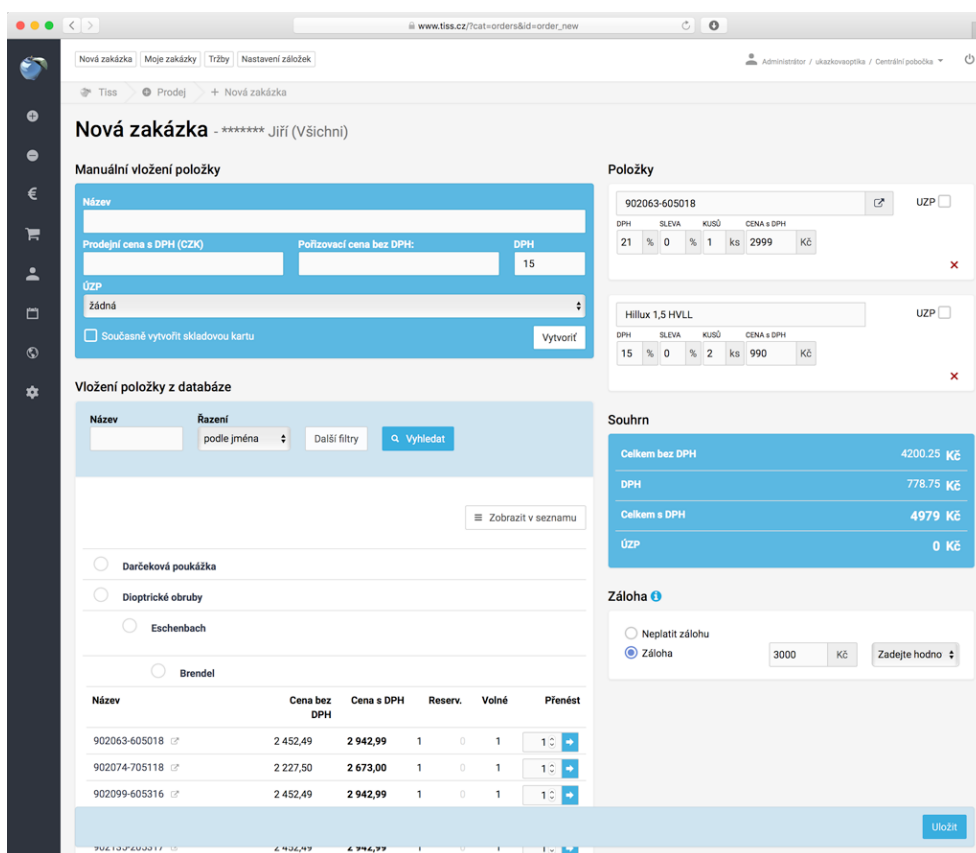 www.tiss.cz/?cat=orders&id=order_new
Nová zakázka Moje zakázky Tržby Nastavení záložek
Administrátor / ukazkovaoptika / Centrální pobočka
Tiss Prodej + Nová zakázka
Nová zakázka - ******* Jiří (Všichni)
Manuální vložení položky
Název
Prodejní cena s DPH (CZK) Pořizovací cena bez DPH: DPH
15
ÚZP
žádná
Současně vytvořit skladovou kartu
Vytvoriť
Vložení položky z databáze
Název Řazení
podle jména Další filtry Vyhledat
Zobrazit v seznamu
Darčeková poukážka
Dioptrické obruby
Eschenbach
Brendel
Název Cena bez DPH Cena s DPH Reserv. Volné Přenést
902063-605018 2 452,49 2 942,99 1 0 1 1
902074-705118 2 227,50 2 673,00 1 0 1 1
902099-605316 2 452,49 2 942,99 1 0 1 1
Položky
902063-605018 UZP
DPH SLEVA KUSŮ CENA s DPH
21 % 0 % 1 ks 2999 Kč
Hillux 1,5 HVLL UZP
DPH SLEVA KUSŮ CENA s DPH
15 % 0 % 2 ks 990 Kč
Souhrn
Celkem bez DPH 4200.25 Kč
DPH 778.75 Kč
Celkem s DPH 4979 Kč
ÚZP 0 Kč
Záloha
Neplatit zálohu
Záloha 3000 Kč Zadejte hodno
Uložit